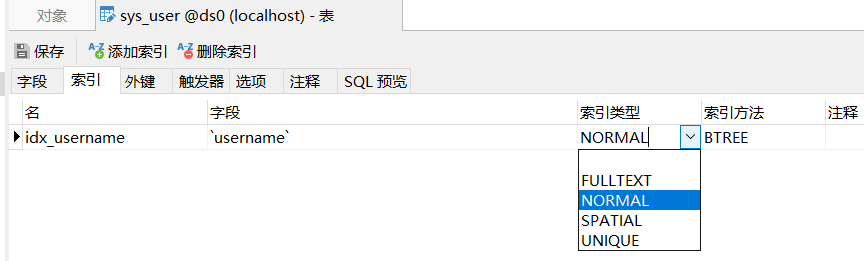 对象 sys_user @ds0 (localhost) - 表
保存 添加索引 删除索引
字段 索引 外键 触发器 选项 注释 SQL 预览
名 字段 索引类型 索引方法 注释
idx_username `username` NORMAL BTREE
FULLTEXT
NORMAL
SPATIAL
UNIQUE